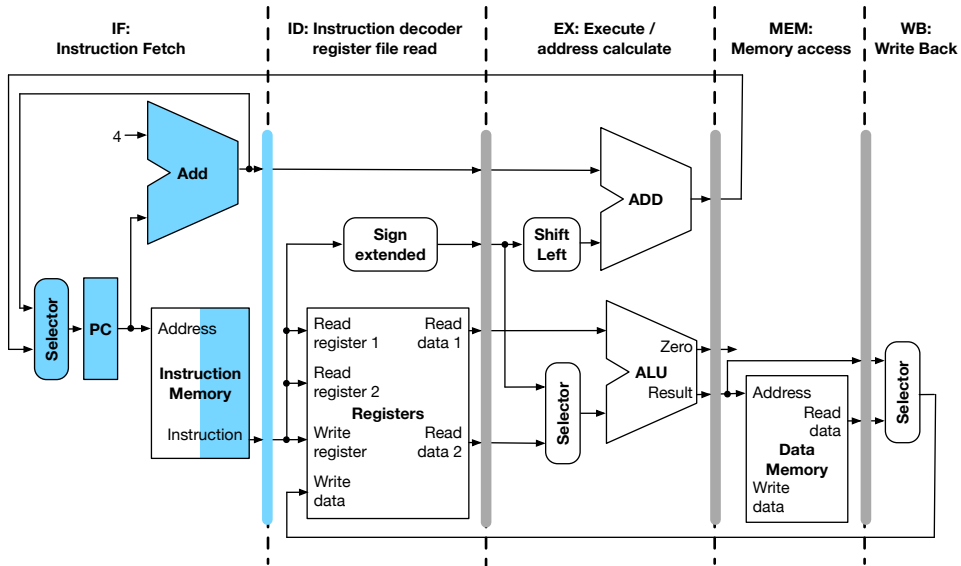 IF:
Instruction Fetch
ID: Instruction decoder
register file read
EX: Execute /
address calculate
MEM:
Memory access
WB:
Write Back
4
Add
ADD
Sign
extended
Shift
Left
Selector
PC
Address
Instruction
Memory
Instruction
Read
register 1
Read
data 1
Read
register 2
Registers
Write
register
Read
data 2
Write
data
Selector
Zero
ALU
Result
Address
Read
data
Data
Memory
Write
data
Selector